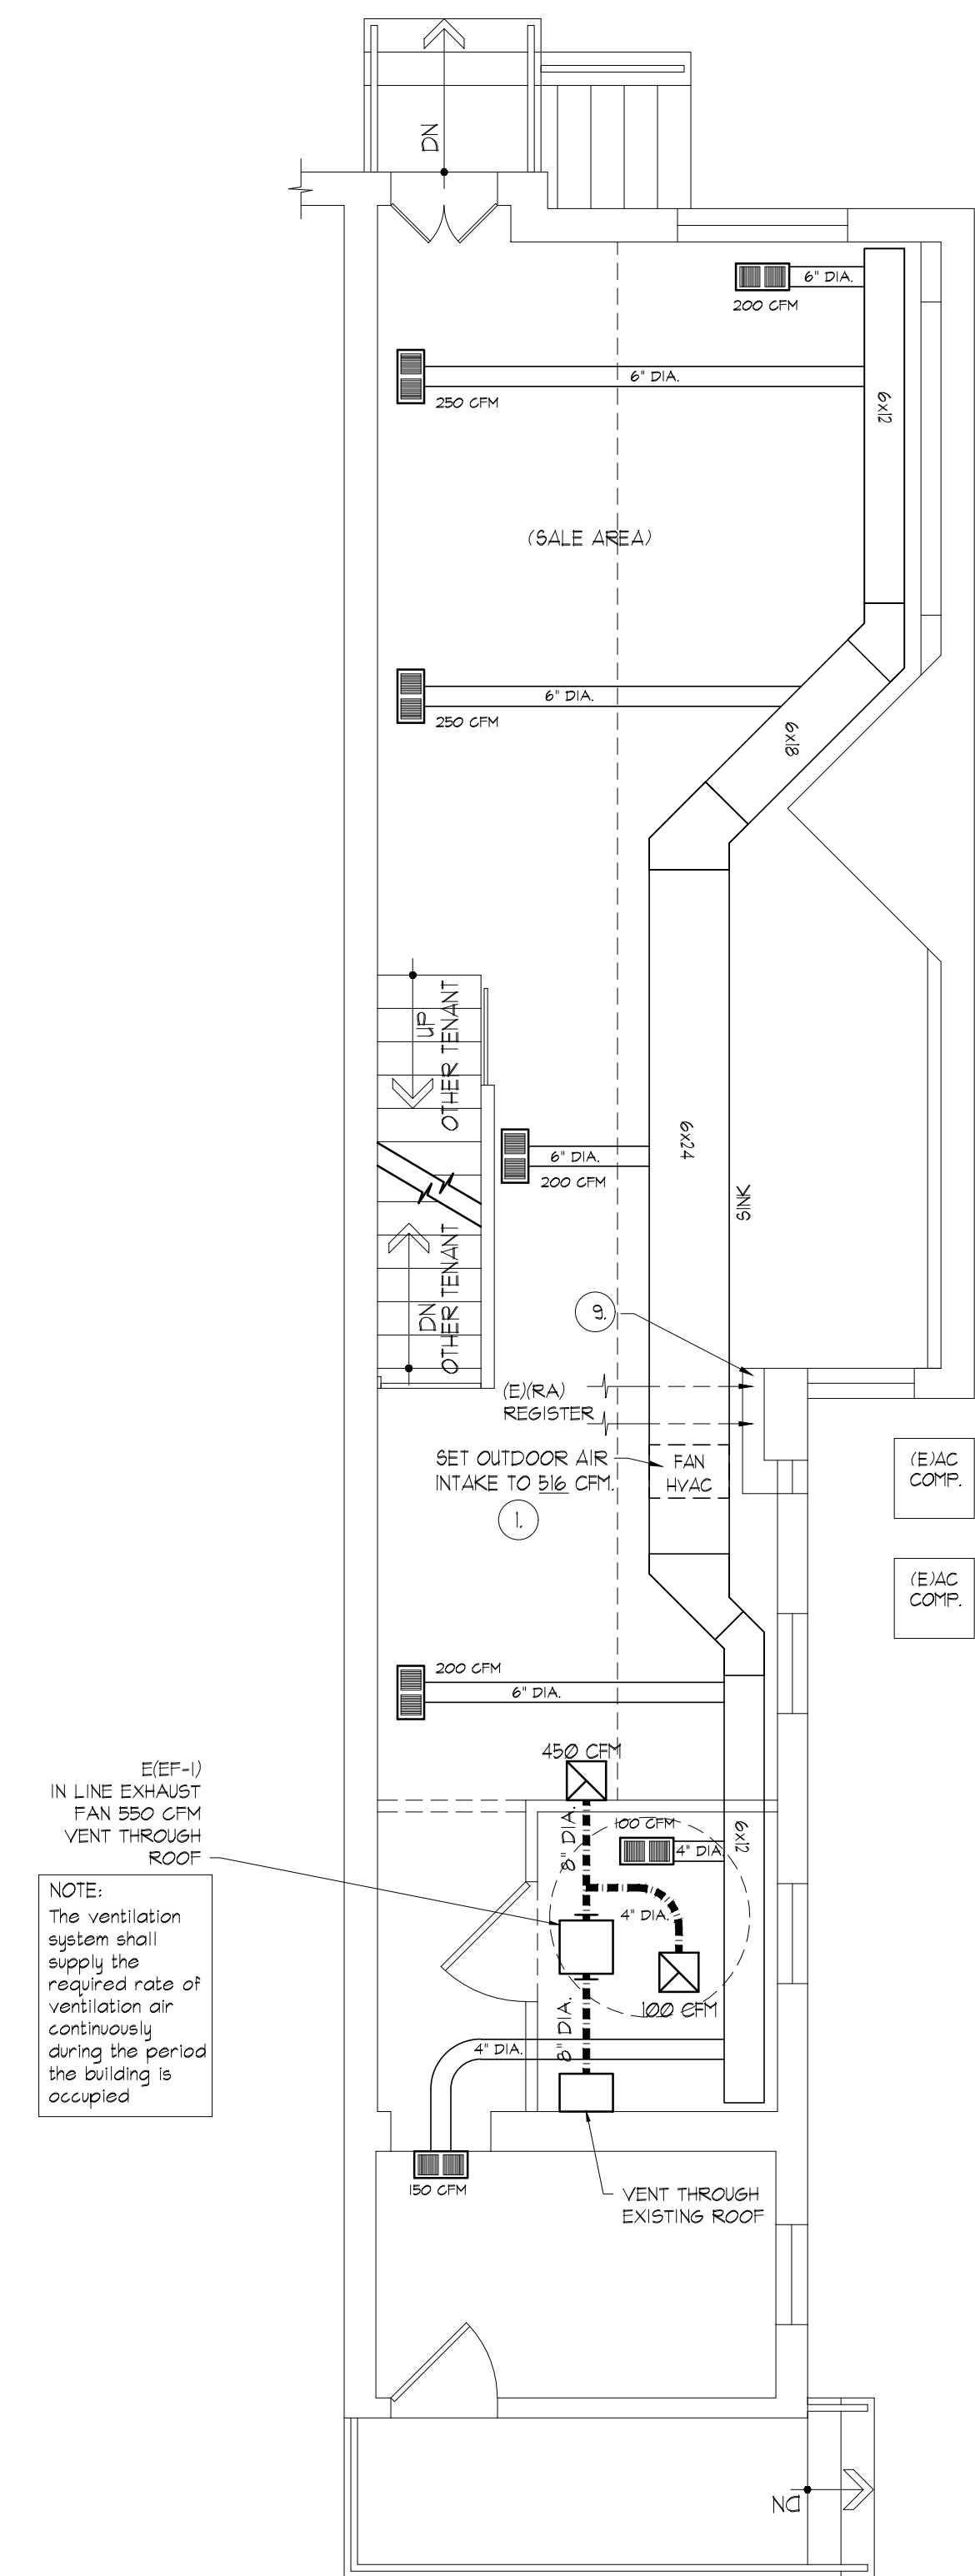 DN
6" DIA.
200 CFM
6" DIA.
250 CFM
6x12
(SALE AREA)
6" DIA.
250 CFM
6x18
UP
OTHER TENANT
6x24
6" DIA.
200 CFM
SINK
DN
OTHER TENANT
9.
(E)(RA)
REGISTER
SET OUTDOOR AIR
INTAKE TO 516 CFM.
FAN
HVAC
1.
(E)AC
COMP.
(E)AC
COMP.
200 CFM
6" DIA.
450 CFM
E(EF-1)
IN LINE EXHAUST
FAN 550 CFM
VENT THROUGH
ROOF
8" DIA.
100 CFM
4" DIA.
6x12
NOTE:
The ventilation
system shall
supply the
required rate of
ventilation air
continuously
during the period
the building is
occupied
4" DIA.
100 CFM
8" DIA.
4" DIA.
150 CFM
VENT THROUGH
EXISTING ROOF
DN